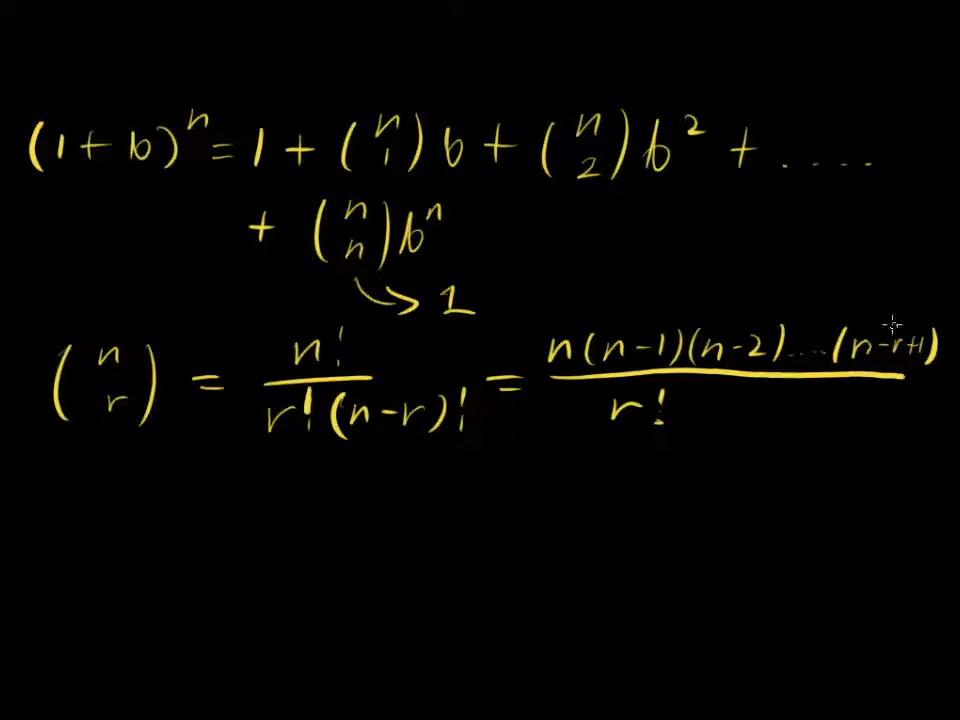 (1 + b)^n = 1 + (n 1) b + (n 2) b^2 + .....
+ (n n) b^n
→ 1
(n r) = n! / r!(n-r)! = n(n-1)(n-2)....(n-r+1) / r!